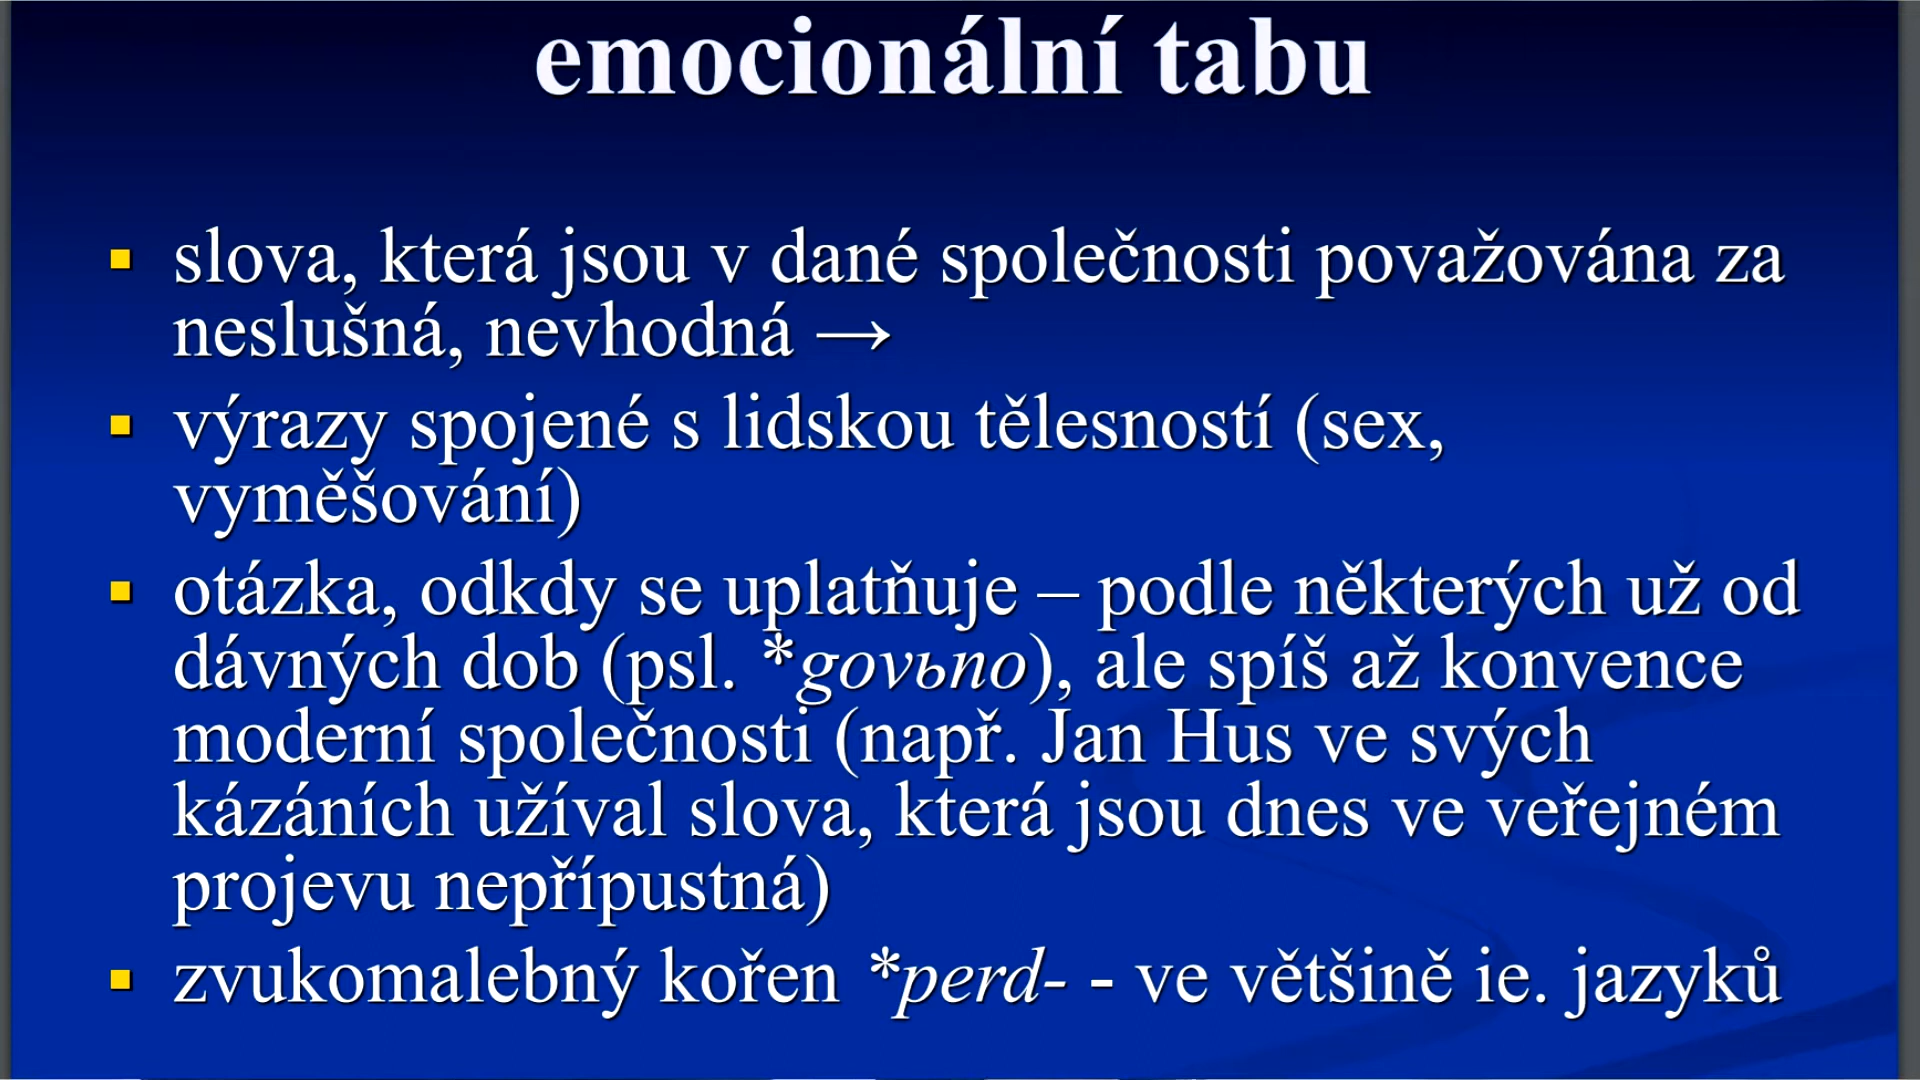 emocionální tabu
slova, která jsou v dané společnosti považována za
neslušná, nevhodná →
výrazy spojené s lidskou tělesností (sex,
vyměšování)
otázka, odkdy se uplatňuje – podle některých už od
dávných dob (psl. *govьno), ale spíš až konvence
moderní společnosti (např. Jan Hus ve svých
kázáních užíval slova, která jsou dnes ve veřejném
projevu nepřípustná)
zvukomalebný kořen *perd- - ve většině ie. jazyků